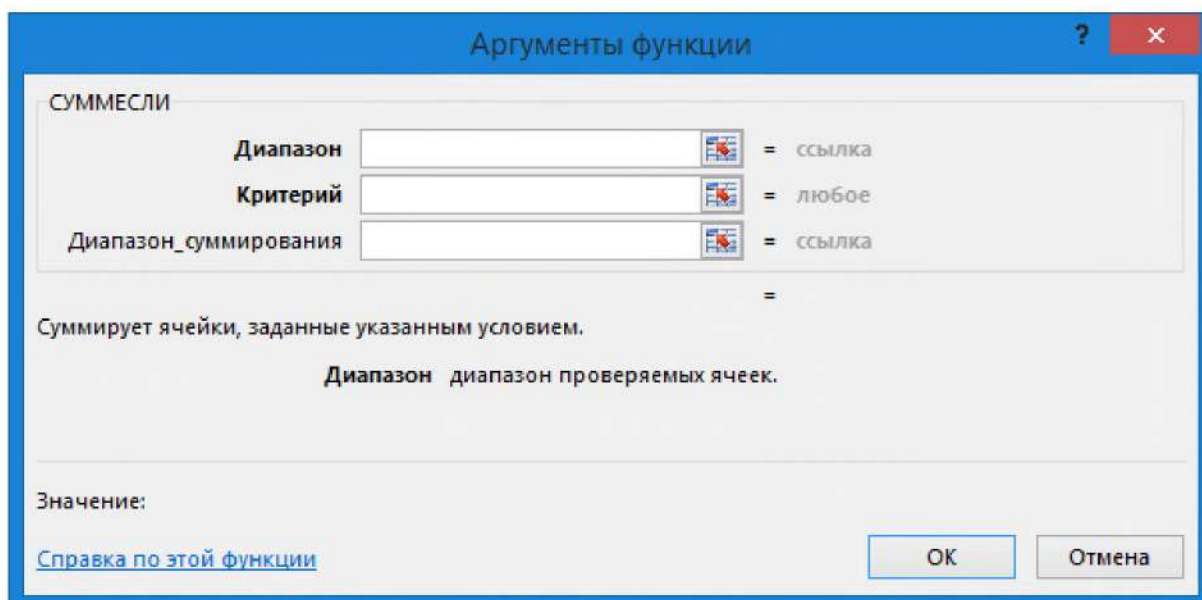 Аргументы функции
?
СУММЕСЛИ
Диапазон = ссылка
Критерий = любое
Диапазон_суммирования = ссылка
=
Суммирует ячейки, заданные указанным условием.
Диапазон диапазон проверяемых ячеек.
Значение:
Справка по этой функции
ОК Отмена